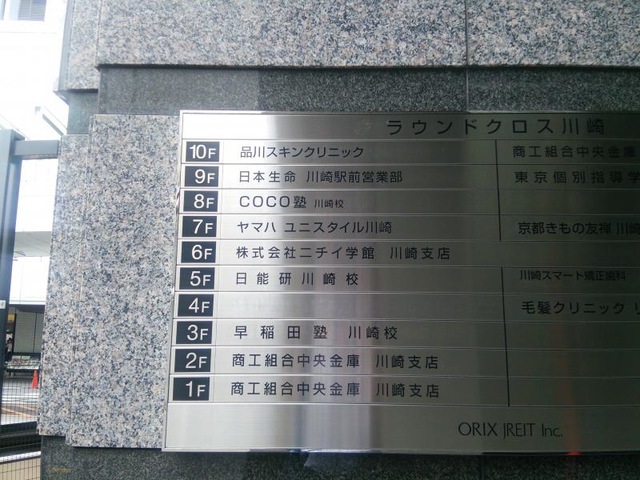 ラウンドクロス川崎
10F 品川スキンクリニック 商工組合中央金庫
9F 日本生命 川崎駅前営業部 東京個別指導学
8F COCO塾 川崎校
7F ヤマハ ユニスタイル川崎 京都きもの友禅 川崎
6F 株式会社ニチイ学館 川崎支店
5F 日能研川崎校 川崎スマート矯正歯科
4F 毛髪クリニック リ
3F 早稲田塾 川崎校
2F 商工組合中央金庫 川崎支店
1F 商工組合中央金庫 川崎支店
ORIX JREIT Inc.